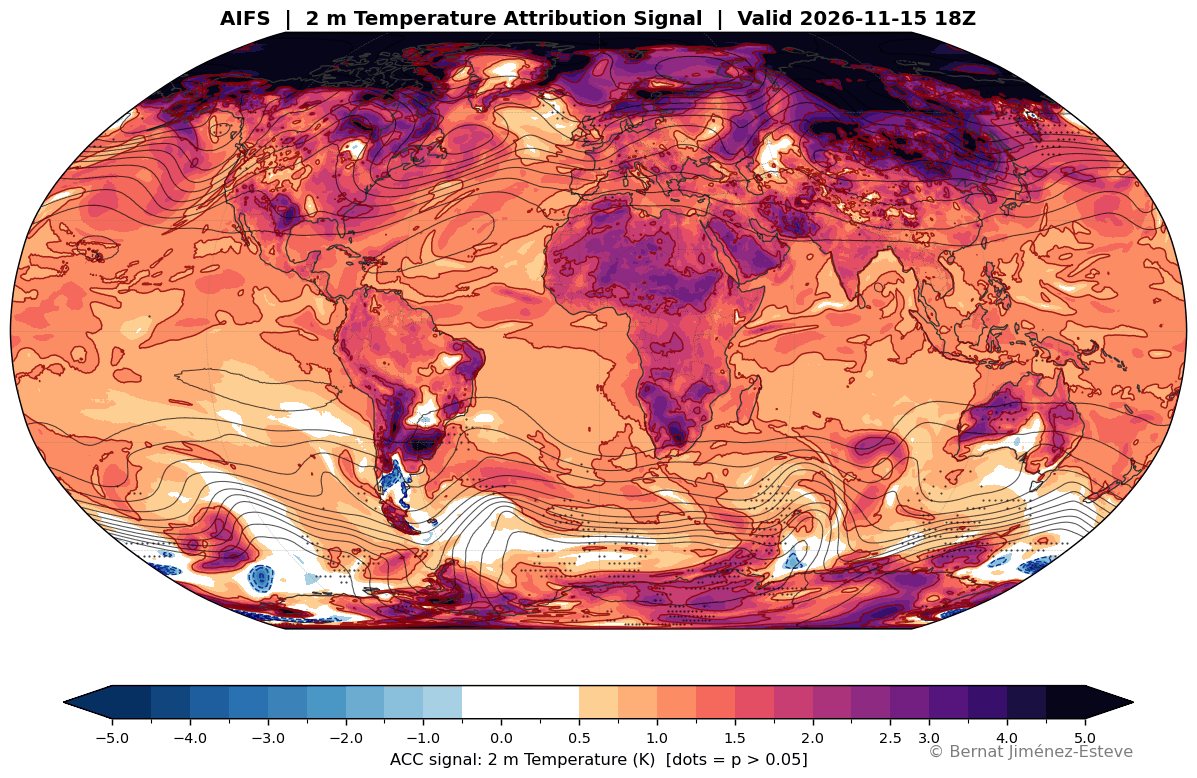 AIFS | 2 m Temperature Attribution Signal | Valid 2026-11-15 18Z
−5.0 −4.0 −3.0 −2.0 −1.0 0.0 0.5 1.0 1.5 2.0 2.5 3.0 4.0 5.0
© Bernat Jiménez-Esteve
ACC signal: 2 m Temperature (K) [dots = p > 0.05]